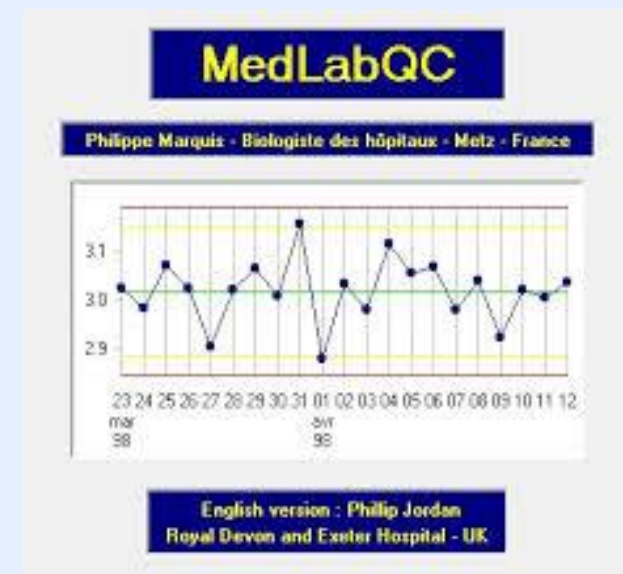 MedLabQC
Philippe Marquis - Biologiste des hôpitaux - Metz - France
3.1
3.0
2.9
23 24 25 26 27 28 29 30 31 01 02 03 04 05 06 07 08 09 10 11 12
mar avr
98 98
English version : Phillip Jordan
Royal Devon and Exeter Hospital - UK